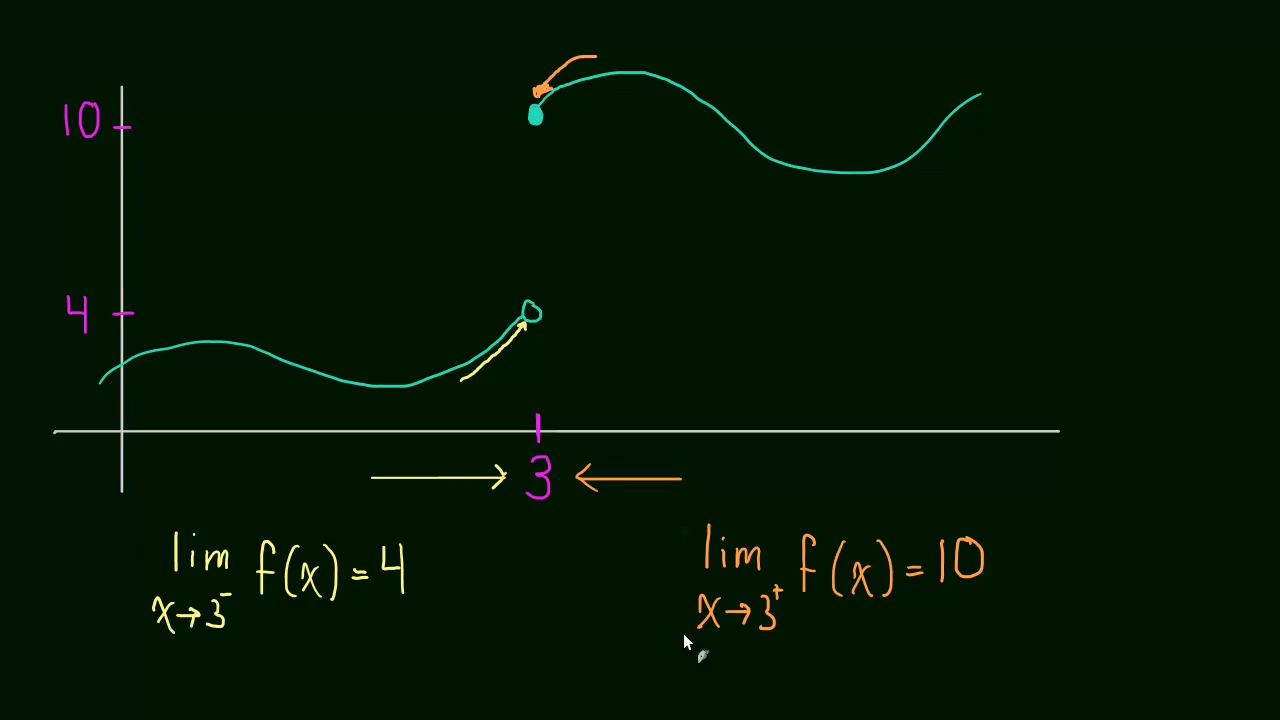 10
4
3
lim f(x) = 4
x→3⁻
lim f(x) = 10
x→3⁺